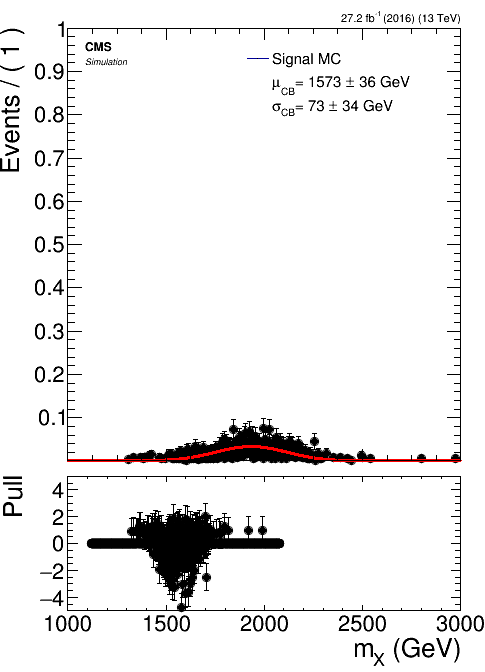 27.2 fb⁻¹ (2016) (13 TeV)
CMS
Simulation
Signal MC
μ_CB= 1573 ± 36 GeV
σ_CB= 73 ± 34 GeV
Events / ( 1 )
1
0.9
0.8
0.7
0.6
0.5
0.4
0.3
0.2
0.1
Pull
4
2
0
−2
−4
1000 1500 2000 2500 3000
m_X (GeV)